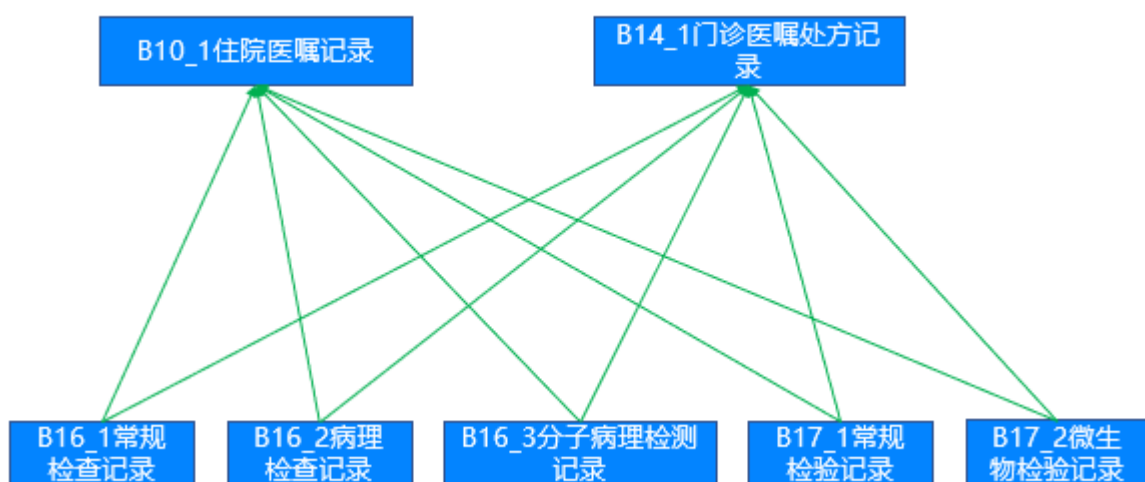 B10_1住院医嘱记录
B14_1门诊医嘱处方记
录
B16_1常规
检查记录
B16_2病理
检查记录
B16_3分子病理检测
记录
B17_1常规
检验记录
B17_2微生
物检验记录